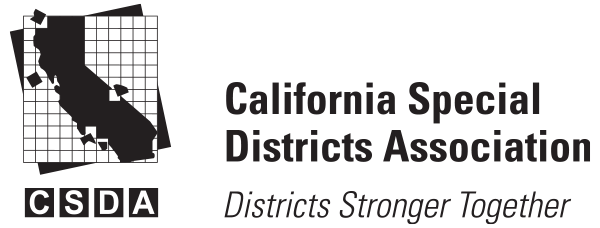 California Special
Districts Association
CSDA
Districts Stronger Together